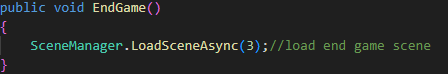 public void EndGame()
{
    SceneManager.LoadSceneAsync(3);//load end game scene
}